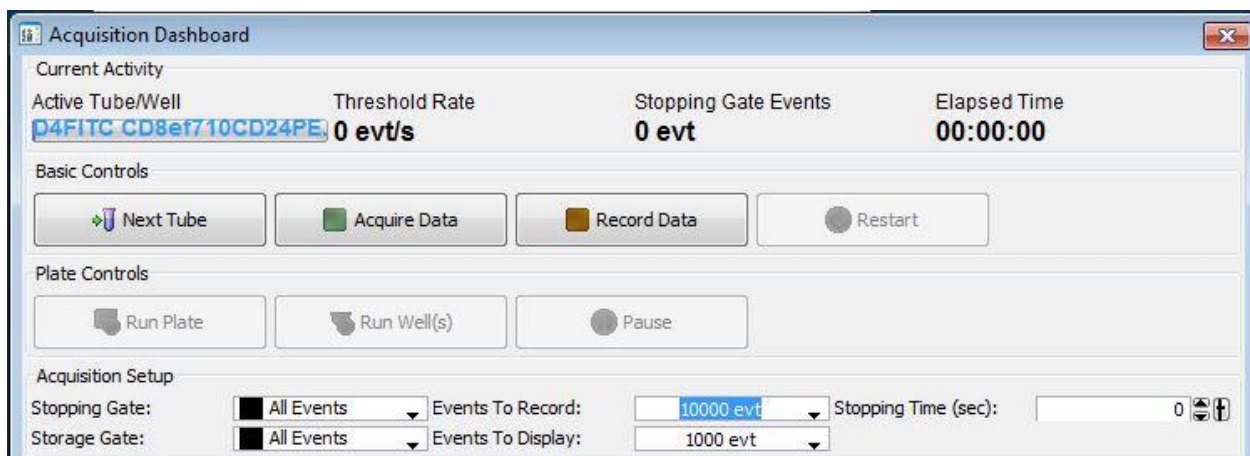 Acquisition Dashboard
Current Activity
Active Tube/Well Threshold Rate Stopping Gate Events Elapsed Time
D4FITC CD8ef710CD24PE, 0 evt/s 0 evt 00:00:00
Basic Controls
Next Tube Acquire Data Record Data Restart
Plate Controls
Run Plate Run Well(s) Pause
Acquisition Setup
Stopping Gate: All Events Events To Record: 10000 evt Stopping Time (sec): 0
Storage Gate: All Events Events To Display: 1000 evt